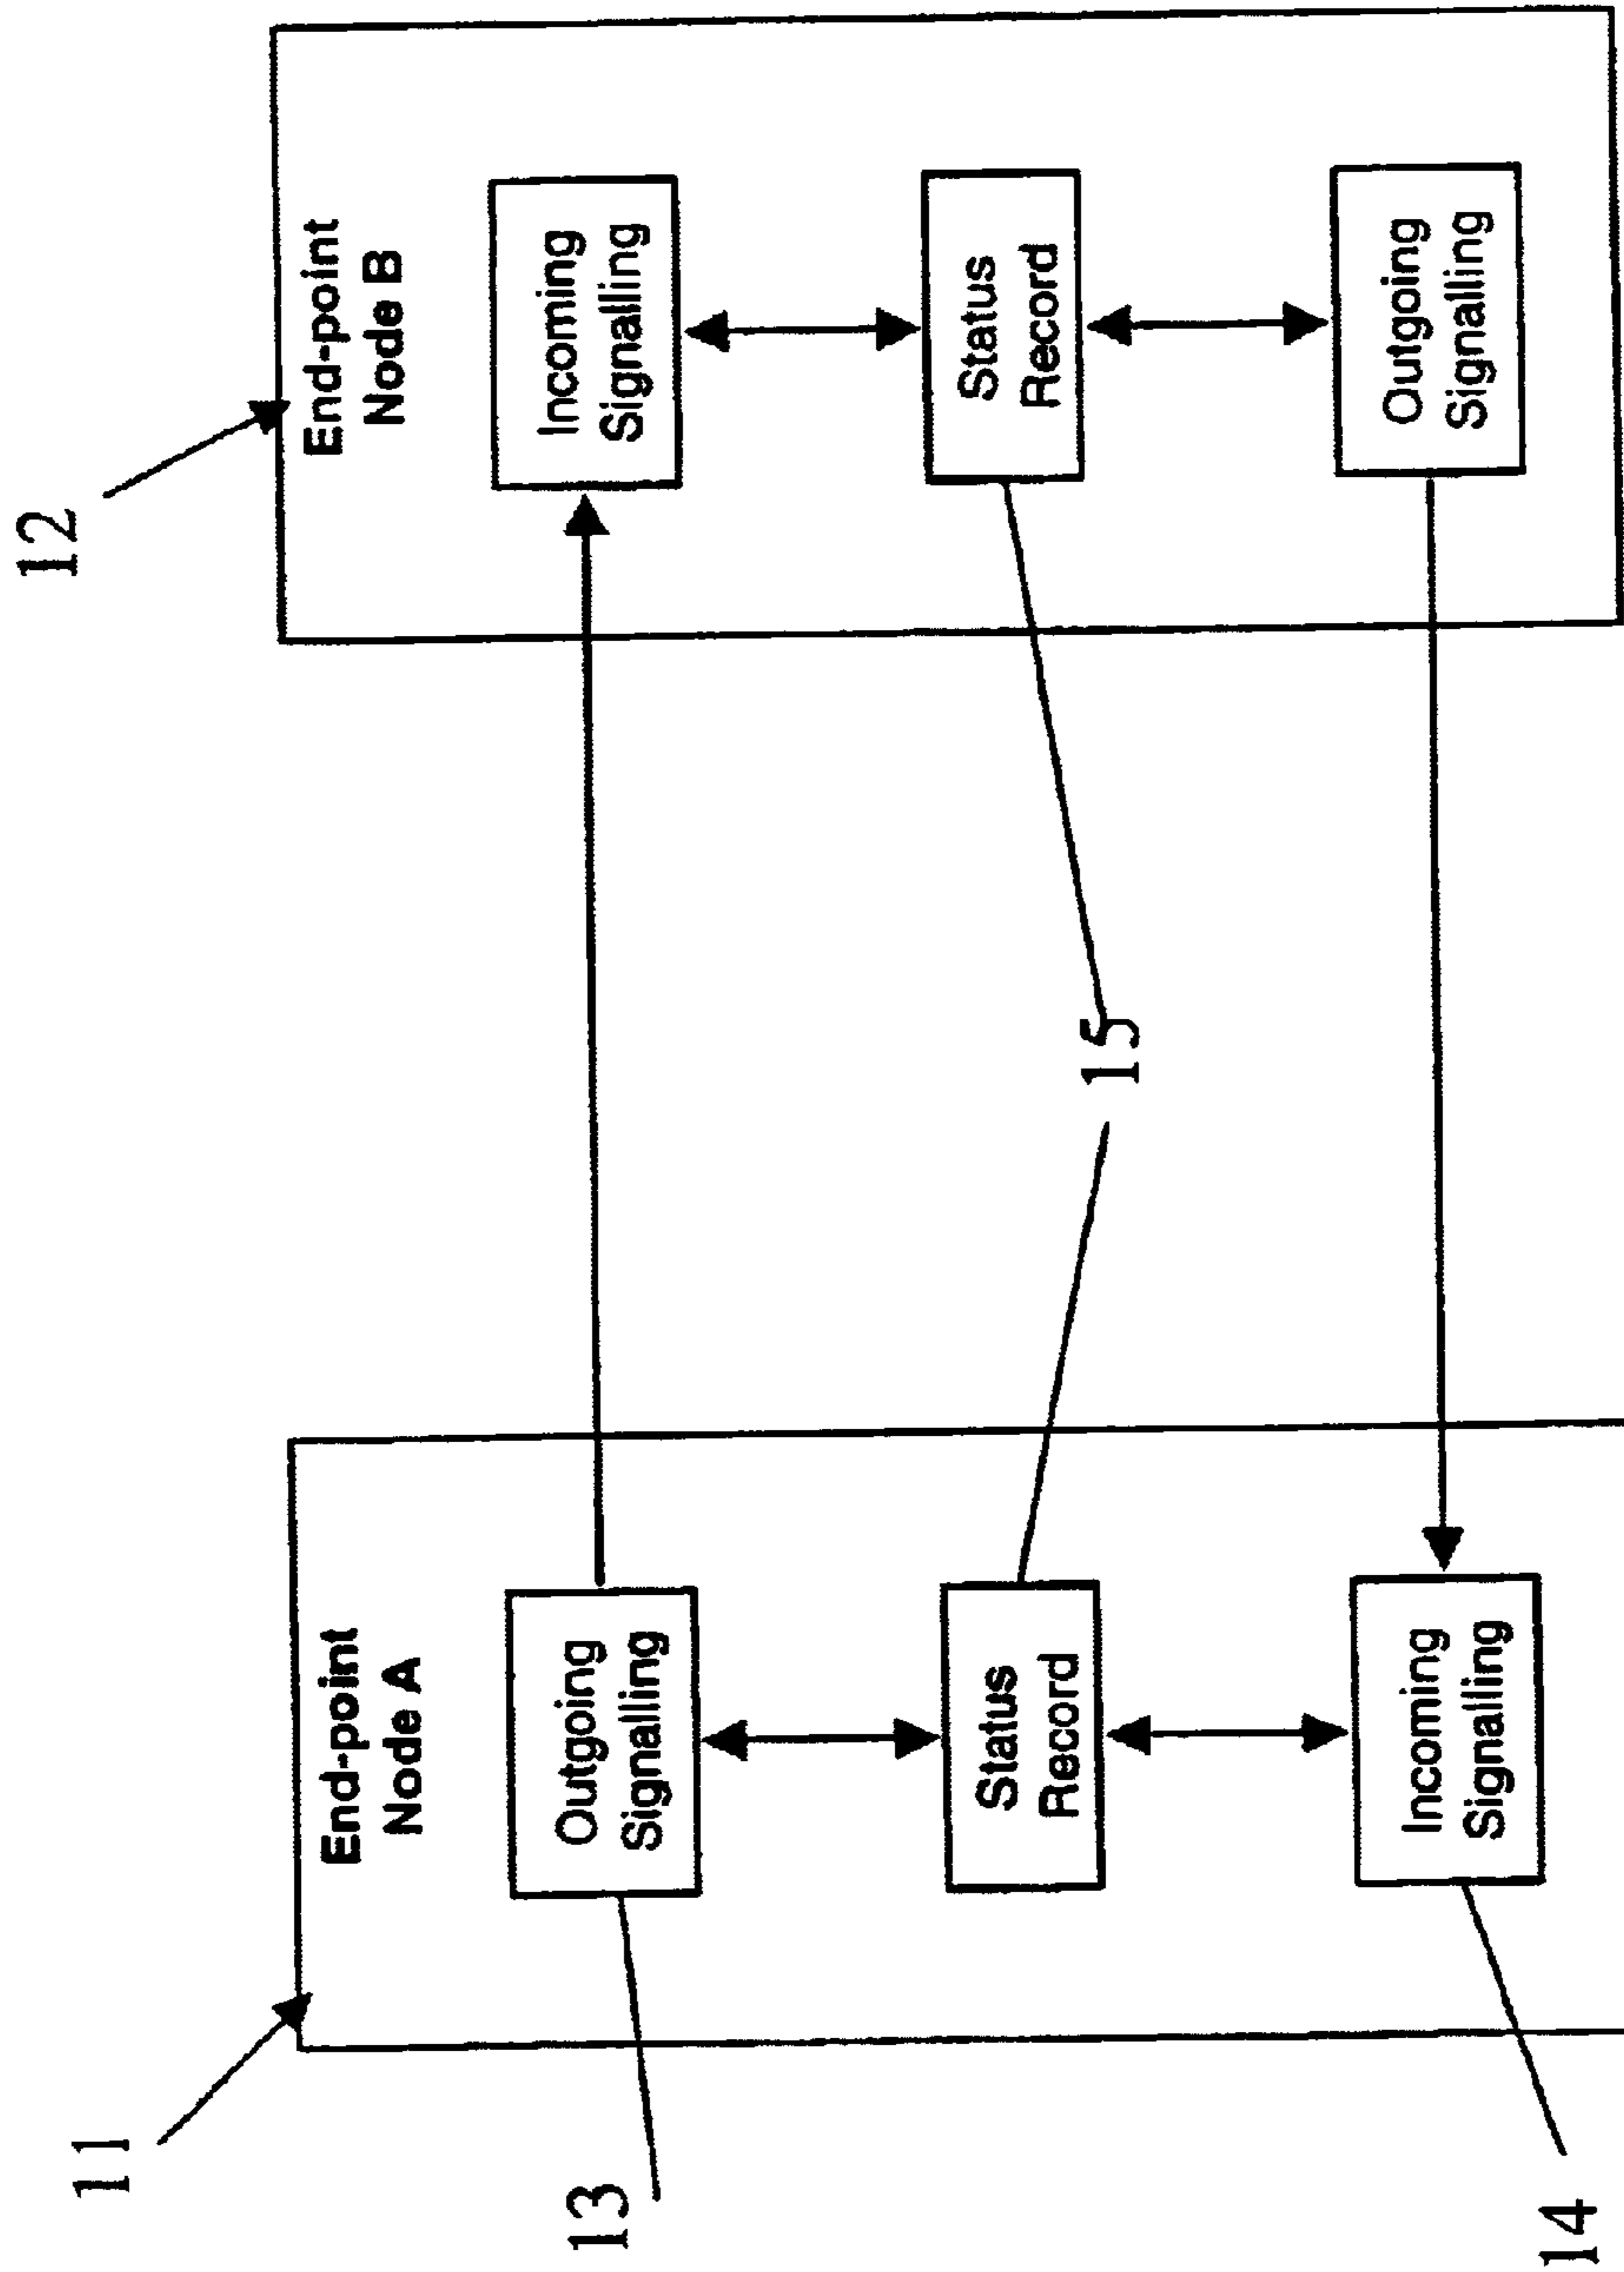 11
12
End-point
Node A
End-point
Node B
13
Outgoing
Signalling
Incoming
Signalling
Status
Record
15
Status
Record
14
Incoming
Signalling
Outgoing
Signalling